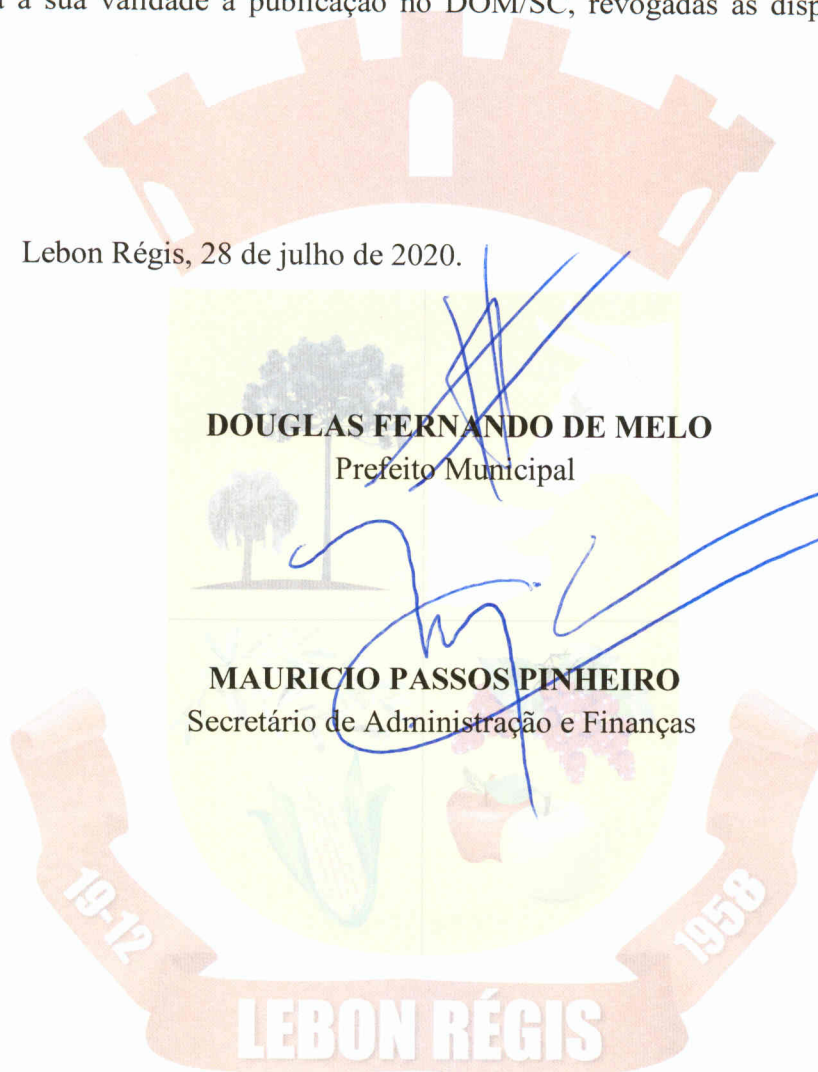 a sua validade a publicação no DOM/SC, revogadas as
Lebon Régis, 28 de julho de 2020.
DOUGLAS FERNANDO DE MELO
Prefeito Municipal
MAURICIO PASSOS PINHEIRO
Secretário de Administração e Finanças
19-12
1958
LEBON RÉGIS